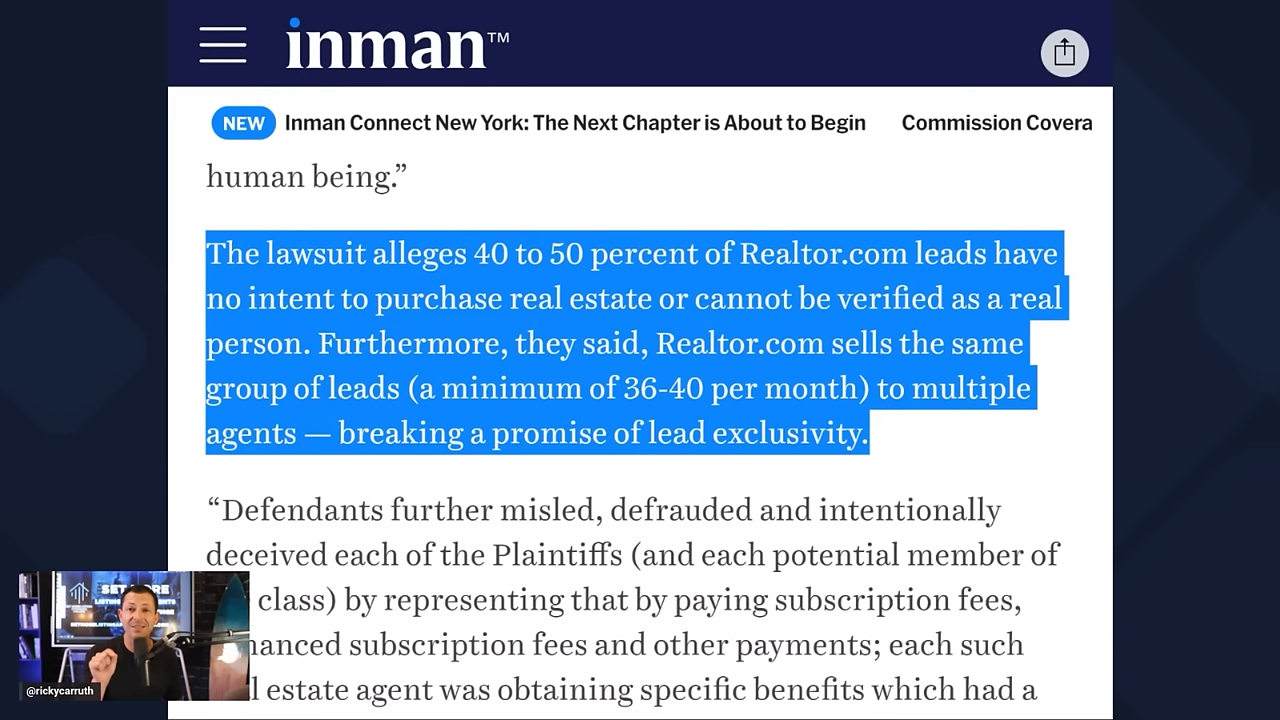 inman™
NEW Inman Connect New York: The Next Chapter is About to Begin Commission Covera
human being.”
The lawsuit alleges 40 to 50 percent of Realtor.com leads have
no intent to purchase real estate or cannot be verified as a real
person. Furthermore, they said, Realtor.com sells the same
group of leads (a minimum of 36-40 per month) to multiple
agents — breaking a promise of lead exclusivity.
“Defendants further misled, defrauded and intentionally
deceived each of the Plaintiffs (and each potential member of
class) by representing that by paying subscription fees,
hanced subscription fees and other payments; each such
l estate agent was obtaining specific benefits which had a
@rickycarruth